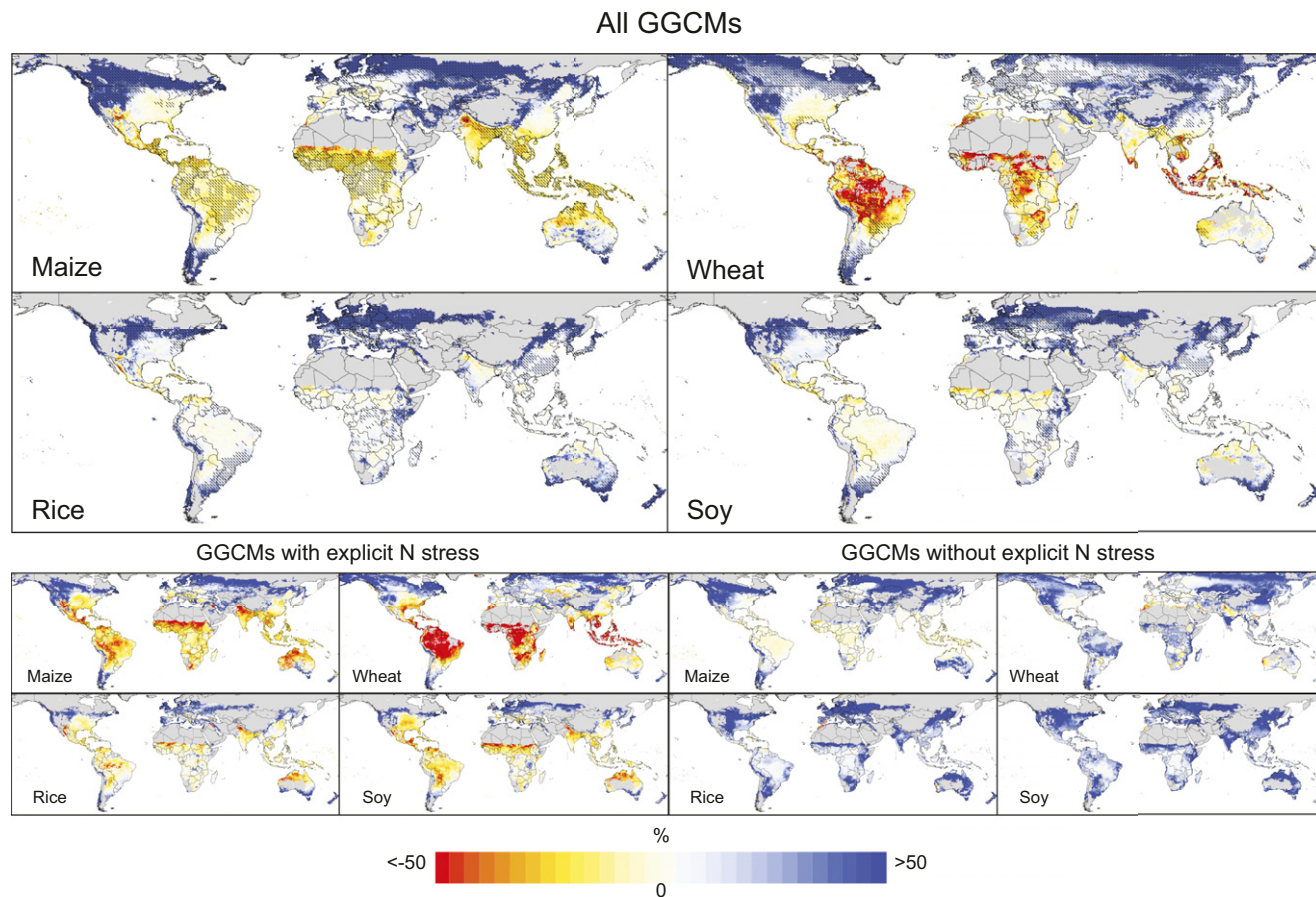 All GGCMs
Maize
Wheat
Rice
Soy
GGCMs with explicit N stress
GGCMs without explicit N stress
Maize
Wheat
Maize
Wheat
Rice
Soy
Rice
Soy
%
<-50
>50
0